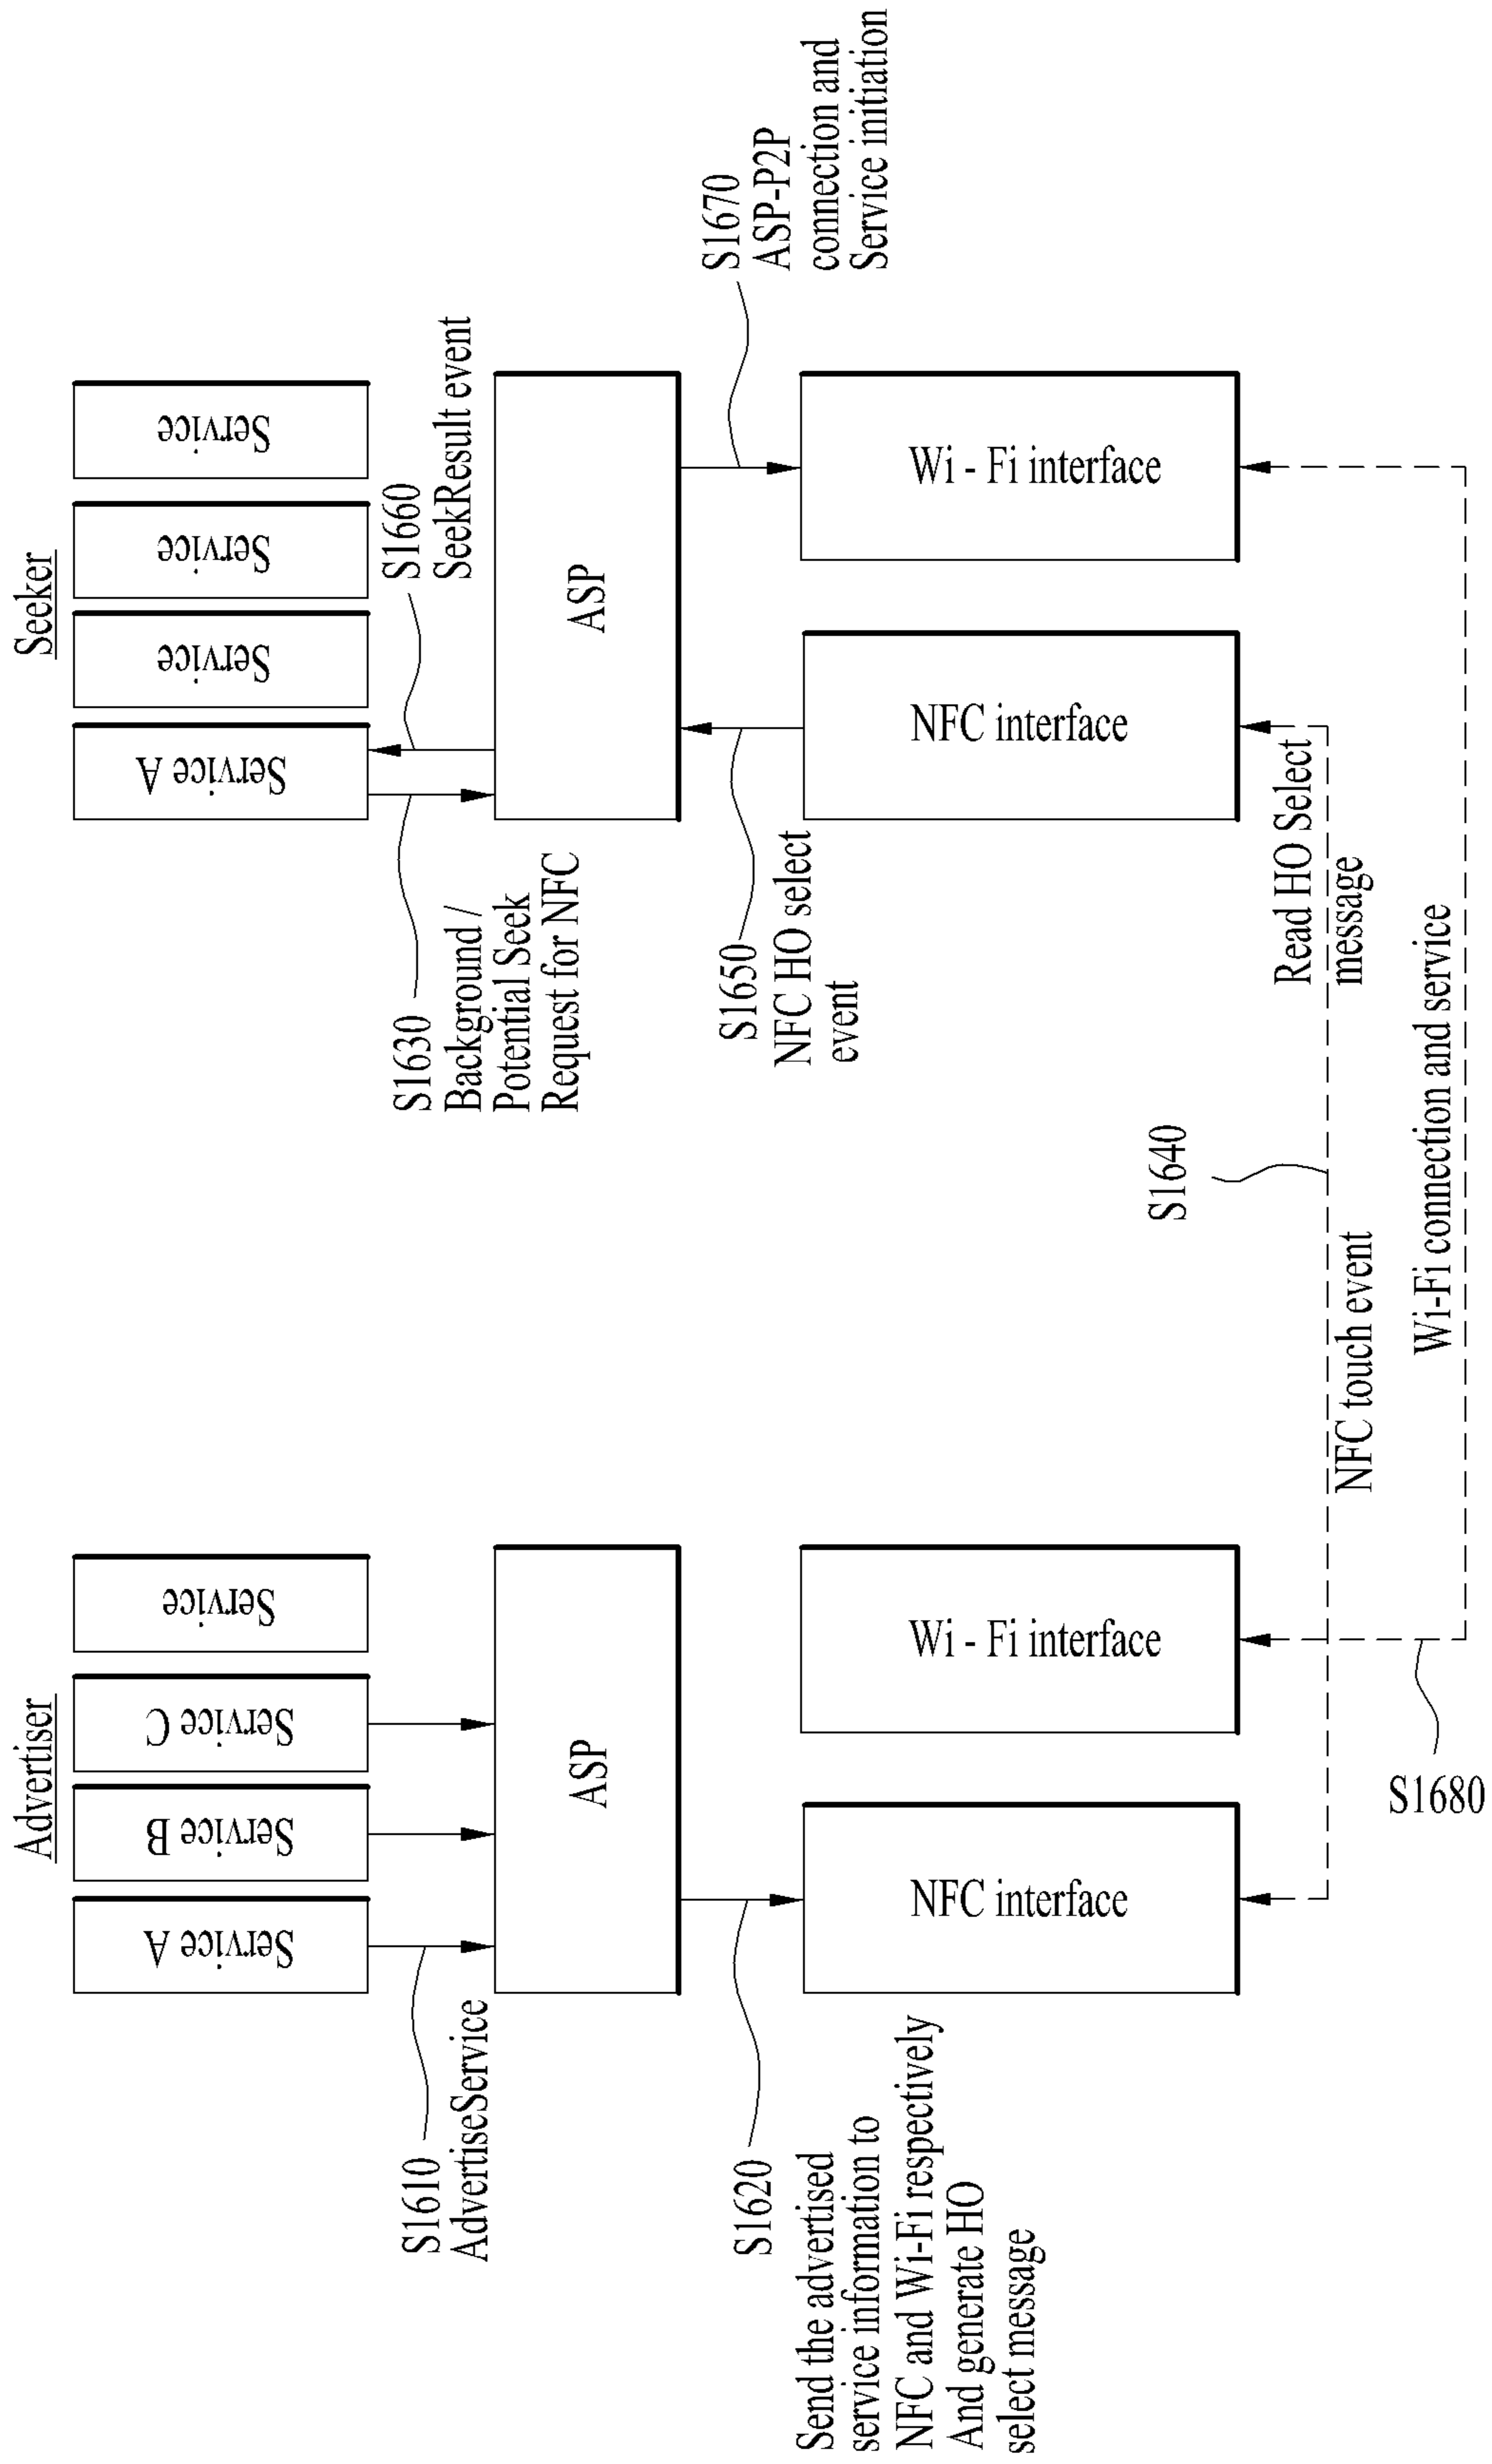 Advertiser
Service A
Service B
Service C
Service
S1610
AdvertiseService
ASP
S1620
Send the advertised
service information to
NFC and Wi-Fi respectively
And generate HO
select message
NFC interface
Wi - Fi interface
Seeker
Service A
Service
Service
Service
S1630
Background /
Potential Seek
Request for NFC
S1660
SeekResult event
ASP
S1650
NFC HO select
event
S1670
ASP-P2P
connection and
Service initiation
NFC interface
Wi - Fi interface
S1640
NFC touch event
Read HO Select
message
Wi-Fi connection and service
S1680